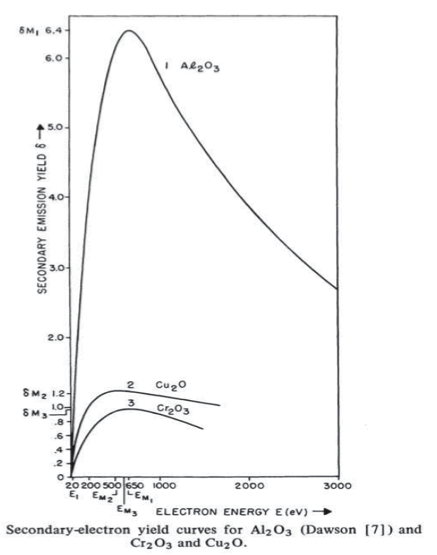 δM₁ 6.4
6.0
1 Aℓ₂O₃
5.0
4.0
3.0
2.0
SECONDARY EMISSION YIELD δ
δM₂ 1.2
1.0
δM₃
.8
.6
.4
.2
0
2 Cu₂O
3 Cr₂O₃
20 200 500 650 1000 2000 3000
E₁ EM₂ EM₁
EM₃
ELECTRON ENERGY E (eV)
Secondary-electron yield curves for Al₂O₃ (Dawson [7]) and
Cr₂O₃ and Cu₂O.